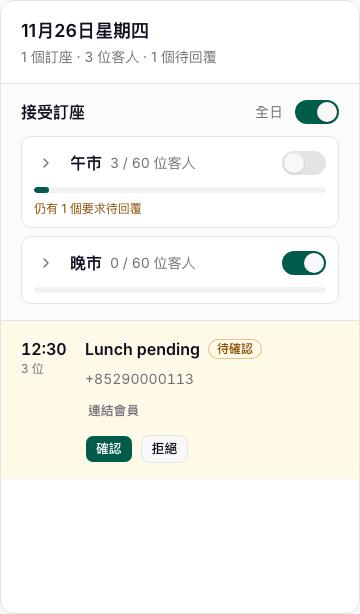 11月26日星期四
1 個訂座 · 3 位客人 · 1 個待回覆
接受訂座 全日
午市 3 / 60 位客人
仍有 1 個要求待回覆
晚市 0 / 60 位客人
12:30 Lunch pending 待確認
3 位
+85290000113
連結會員
確認 拒絕